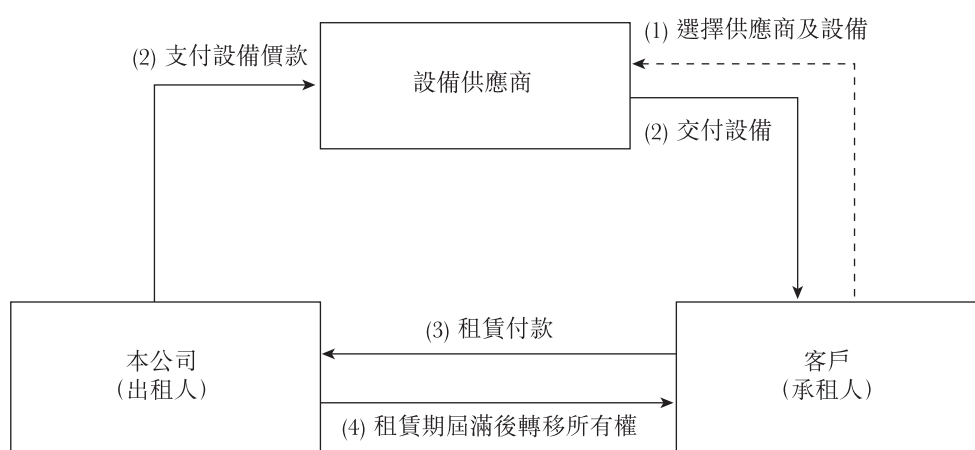 (1) 選擇供應商及設備
(2) 支付設備價款
設備供應商
(2) 交付設備
(3) 租賃付款
本公司
(出租人)
客戶
(承租人)
(4) 租賃期屆滿後轉移所有權